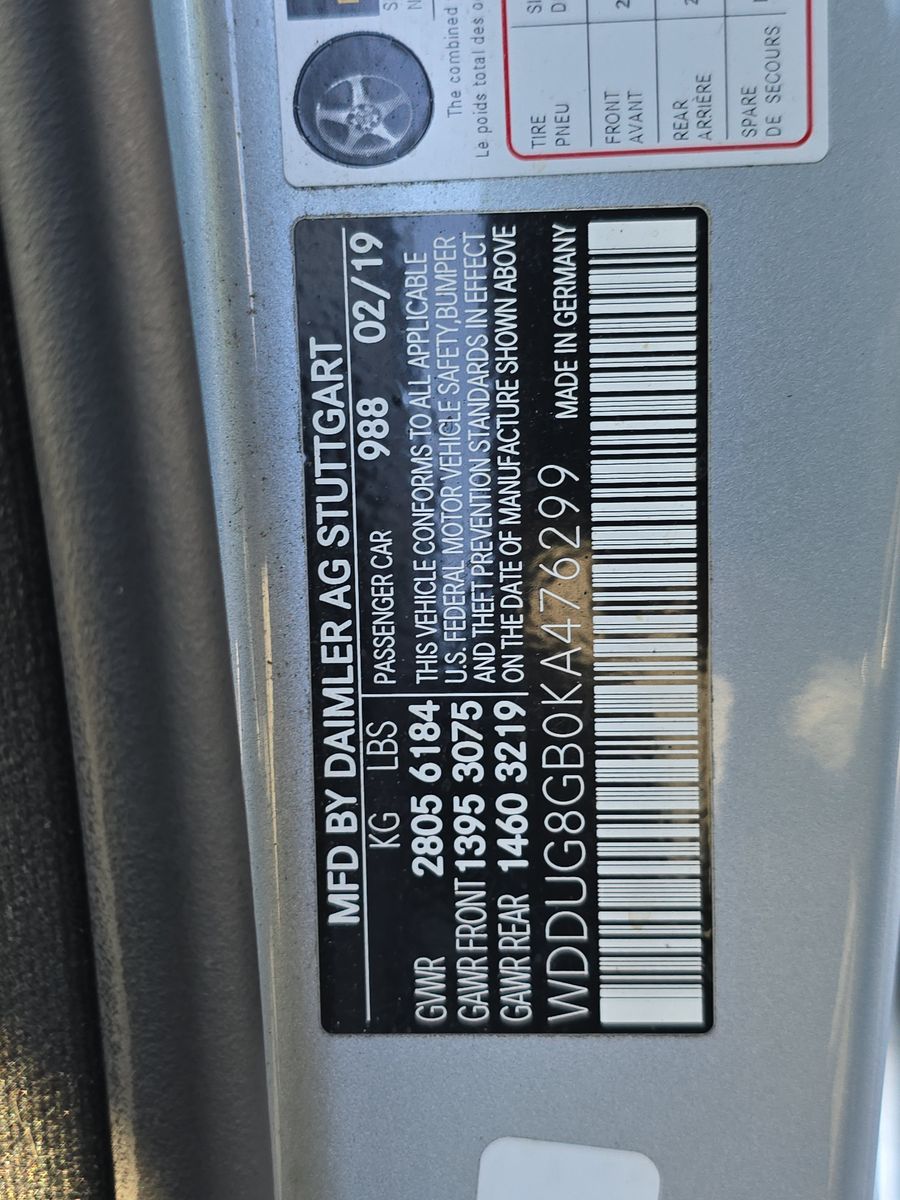 The combined
Le poids total des o
TIRE
PNEU
FRONT
AVANT
REAR
ARRIÈRE
SPARE
DE SECOURS
MFD BY DAIMLER AG STUTTGART
KG LBS PASSENGER CAR 988 02/19
GVWR 2805 6184
GAWR FRONT 1395 3075
GAWR REAR 1460 3219
THIS VEHICLE CONFORMS TO ALL APPLICABLE
U.S. FEDERAL MOTOR VEHICLE SAFETY,BUMPER
AND THEFT PREVENTION STANDARDS IN EFFECT
ON THE DATE OF MANUFACTURE SHOWN ABOVE
WDDUG8GB0KA476299 MADE IN GERMANY